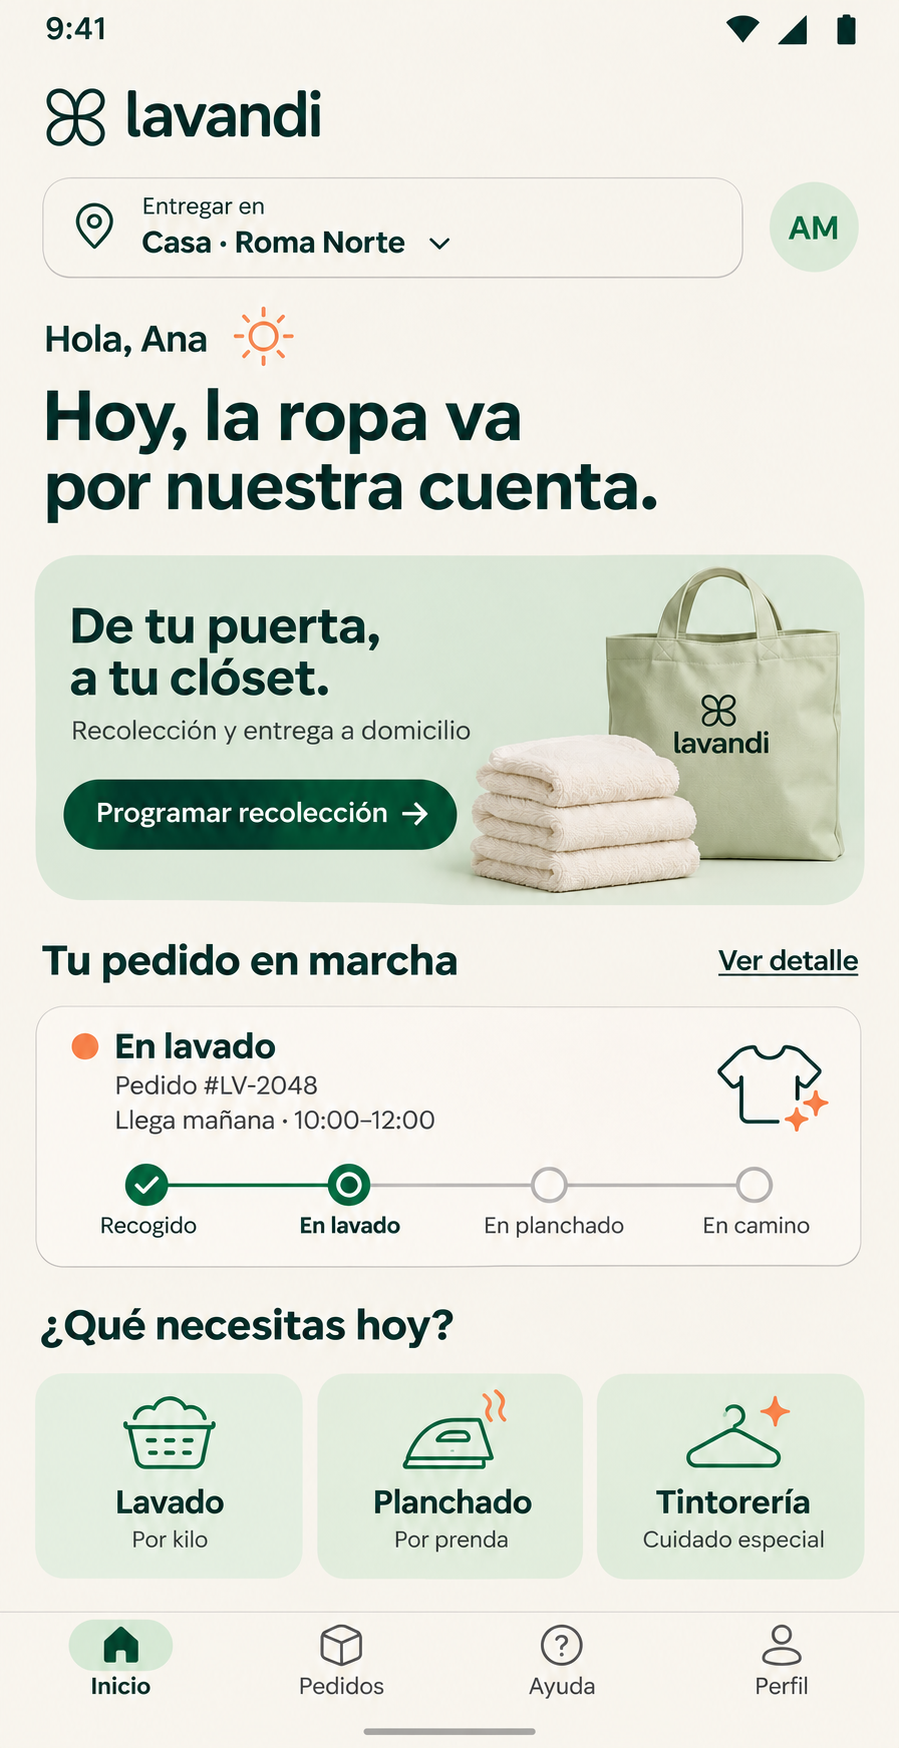 9:41
lavandi
Entregar en
Casa · Roma Norte
AM
Hola, Ana
Hoy, la ropa va
por nuestra cuenta.
De tu puerta,
a tu clóset.
Recolección y entrega a domicilio
Programar recolección →
lavandi
Tu pedido en marcha
Ver detalle
En lavado
Pedido #LV-2048
Llega mañana · 10:00–12:00
Recogido
En lavado
En planchado
En camino
¿Qué necesitas hoy?
Lavado
Por kilo
Planchado
Por prenda
Tintorería
Cuidado especial
Inicio
Pedidos
Ayuda
Perfil